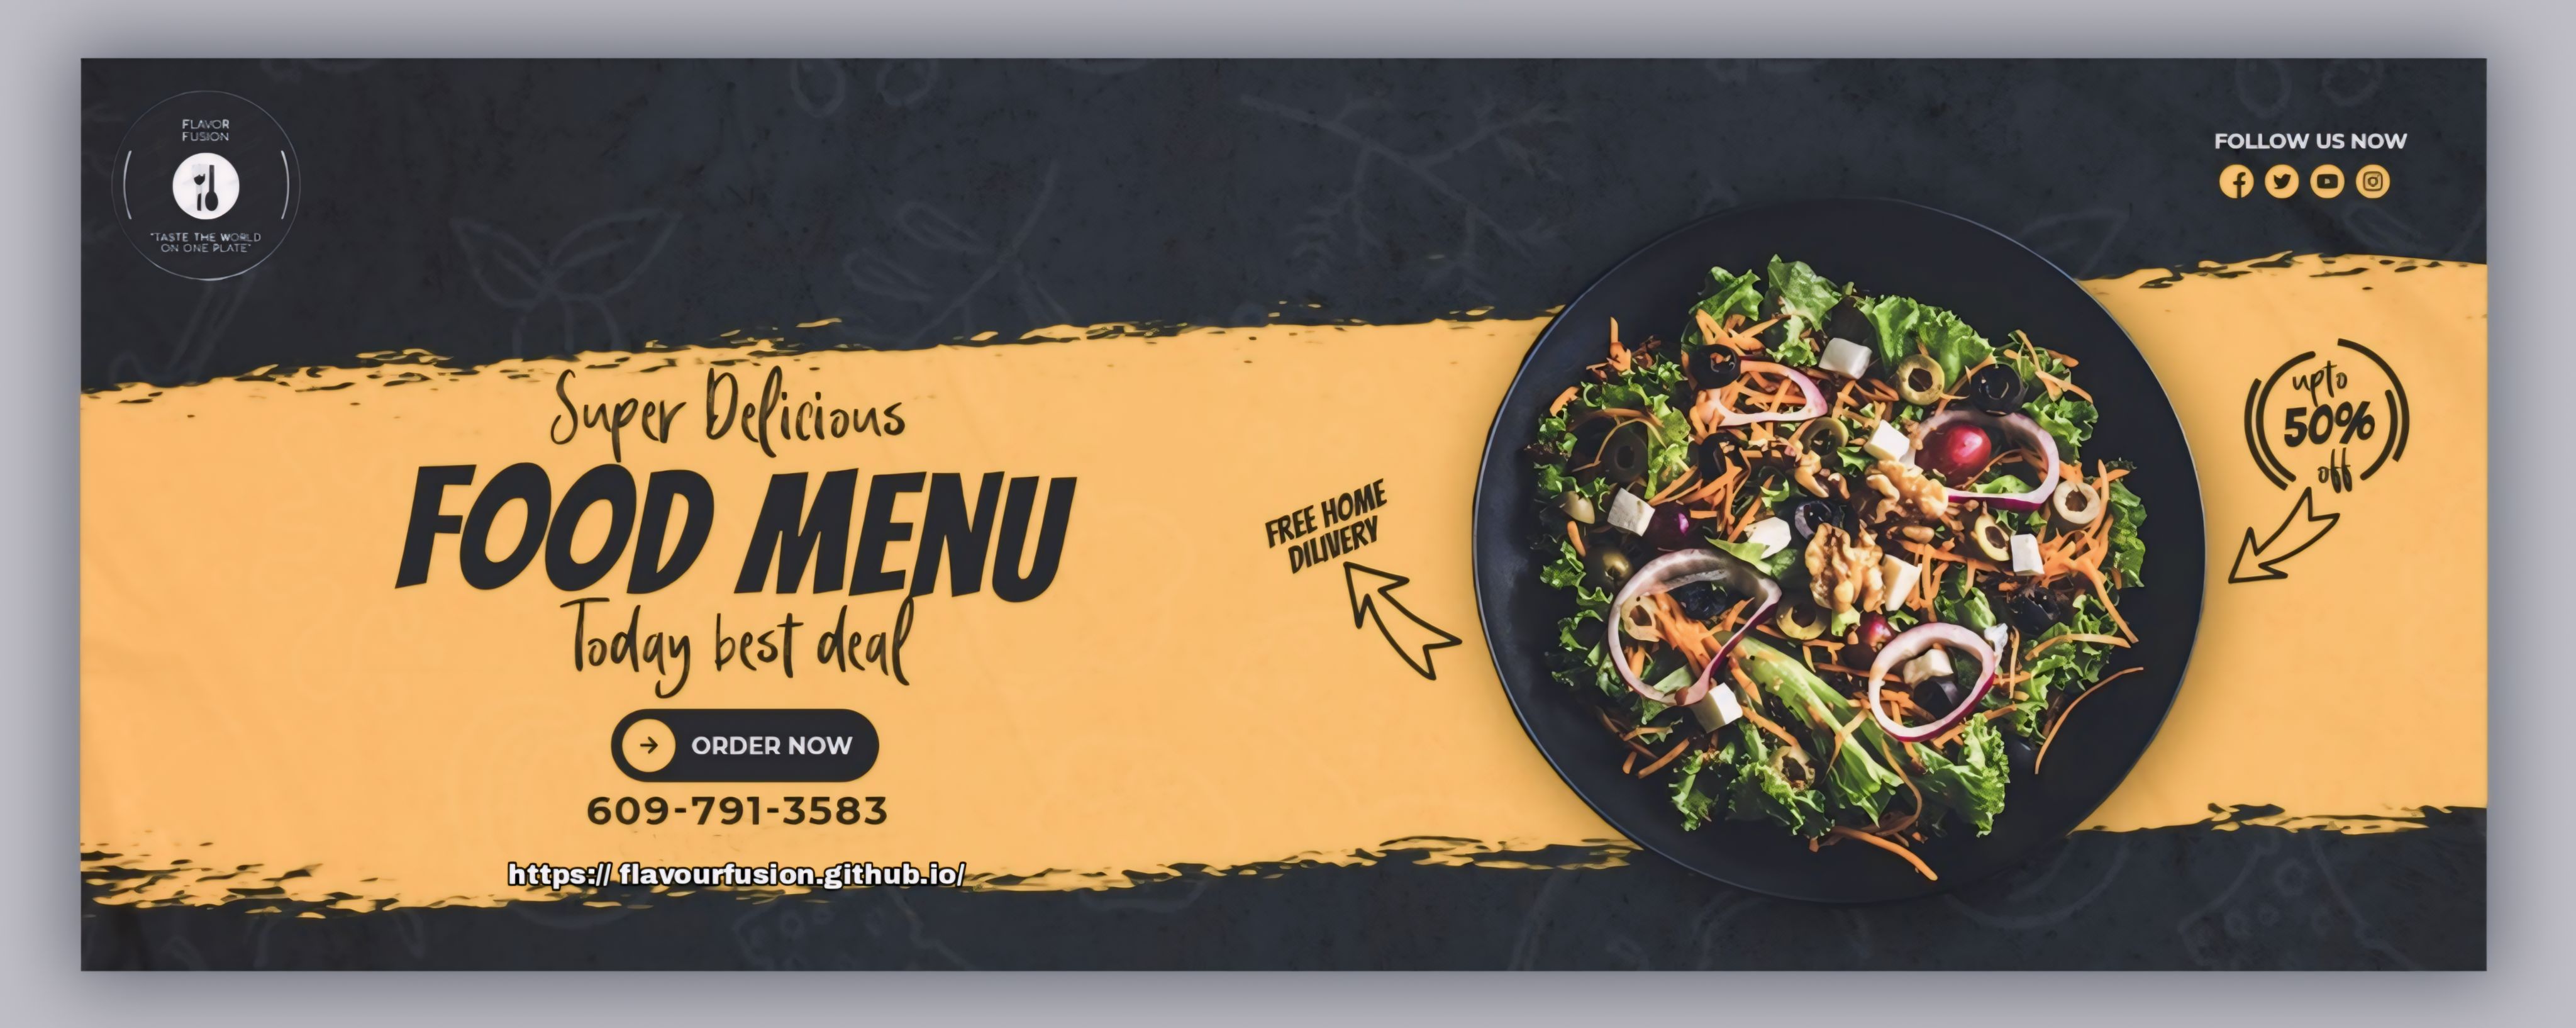 FLAVOR
FUSION
"TASTE THE WORLD
ON ONE PLATE"
FOLLOW US NOW
Super Delicious
FOOD MENU
Today best deal
ORDER NOW
609-791-3583
https:// flavourfusion.github.io/
FREE HOME
DILIVERY
upto
50%
off